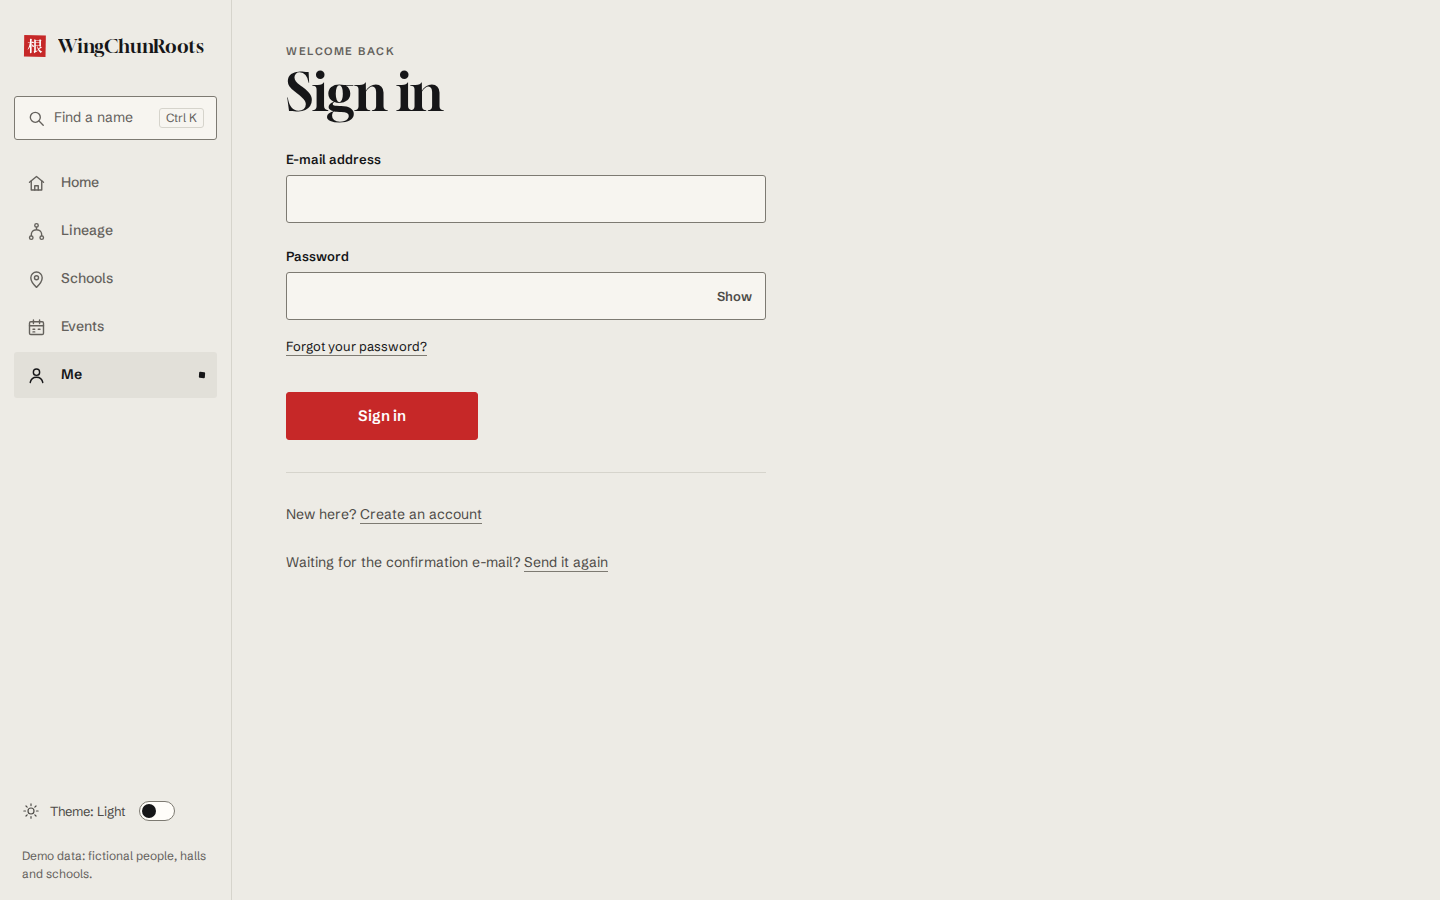 根 WingChunRoots
Find a name Ctrl K
Home
Lineage
Schools
Events
Me
Theme: Light
Demo data: fictional people, halls
and schools.
WELCOME BACK
Sign in
E-mail address
Password
Show
Forgot your password?
Sign in
New here? Create an account
Waiting for the confirmation e-mail? Send it again